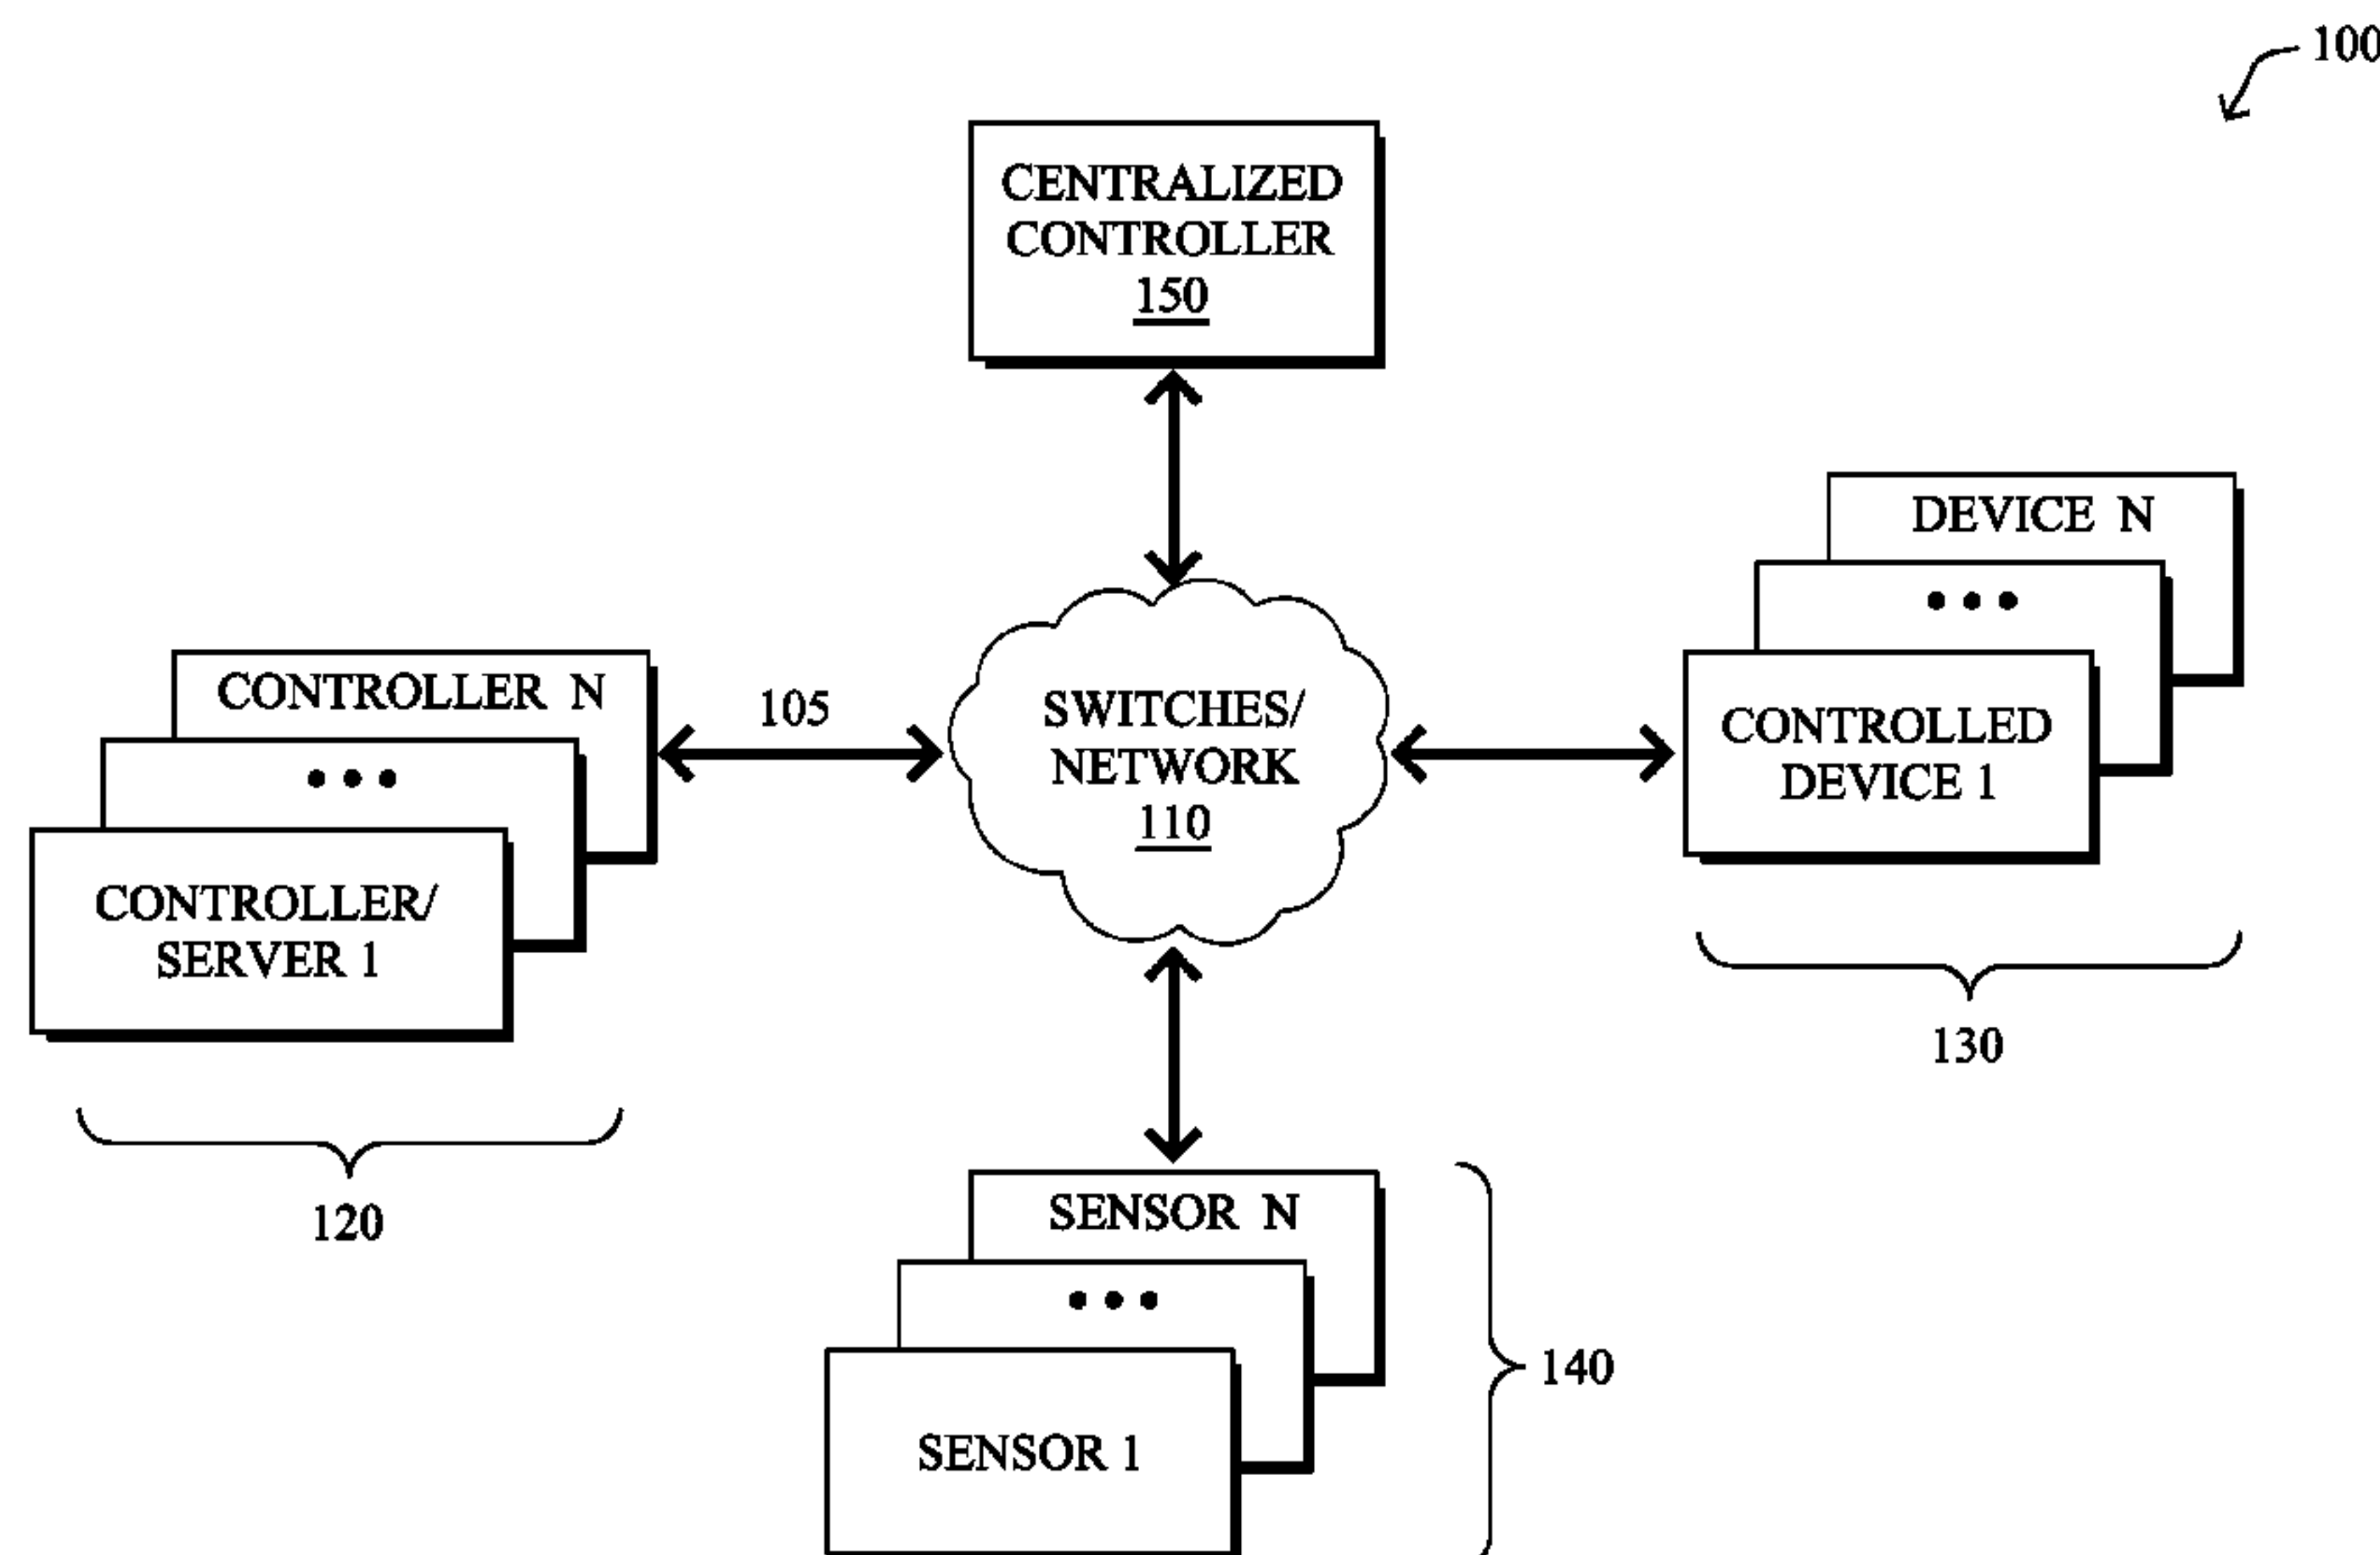 100
CENTRALIZED
CONTROLLER
150
DEVICE N
•••
CONTROLLED
DEVICE 1
130
CONTROLLER N
•••
CONTROLLER/
SERVER 1
120
105
SWITCHES/
NETWORK
110
SENSOR N
•••
SENSOR 1
140